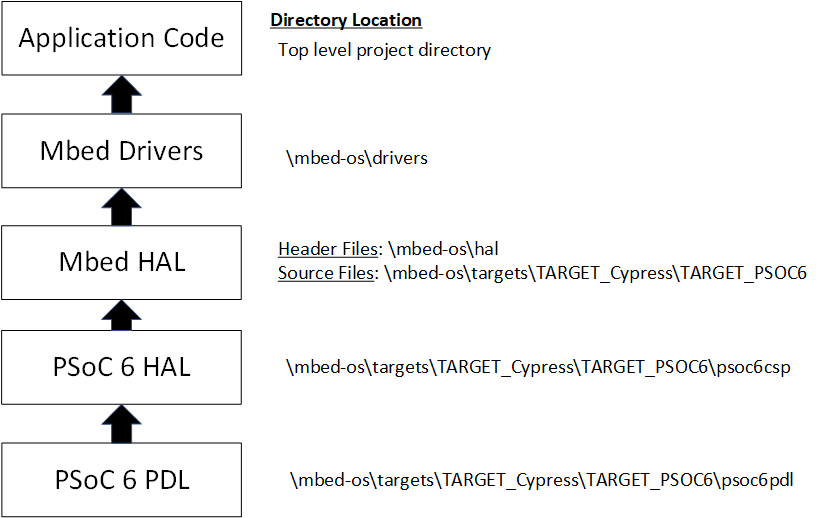 Application Code
Directory Location
Top level project directory
Mbed Drivers
\mbed-os\drivers
Mbed HAL
Header Files: \mbed-os\hal
Source Files: \mbed-os\targets\TARGET_Cypress\TARGET_PSOC6
PSoC 6 HAL
\mbed-os\targets\TARGET_Cypress\TARGET_PSOC6\psoc6csp
PSoC 6 PDL
\mbed-os\targets\TARGET_Cypress\TARGET_PSOC6\psoc6pdl